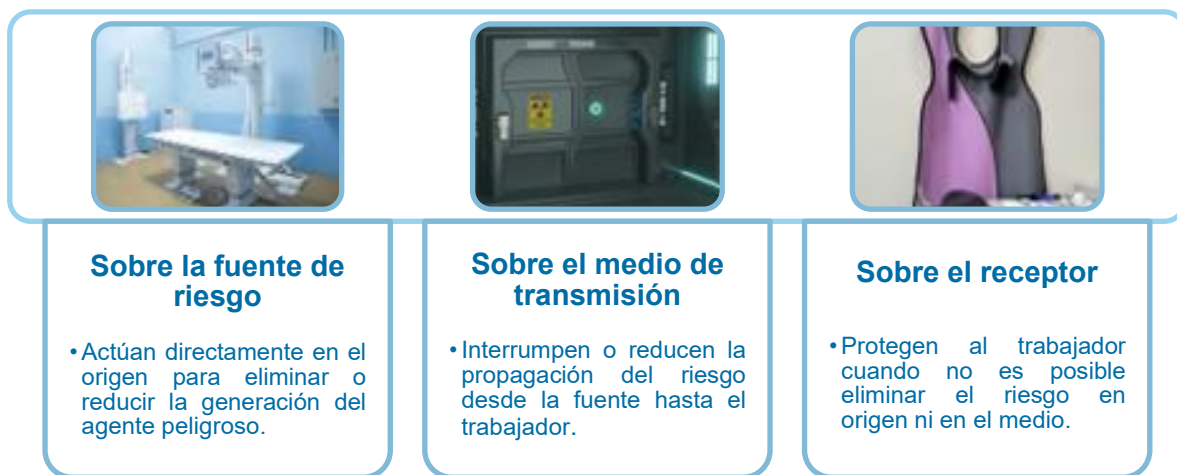 Sobre la fuente de
riesgo
• Actúan directamente en el
origen para eliminar o
reducir la generación del
agente peligroso.
Sobre el medio de
transmisión
• Interrumpen o reducen la
propagación del riesgo
desde la fuente hasta el
trabajador.
Sobre el receptor
• Protegen al trabajador
cuando no es posible
eliminar el riesgo en
origen ni en el medio.